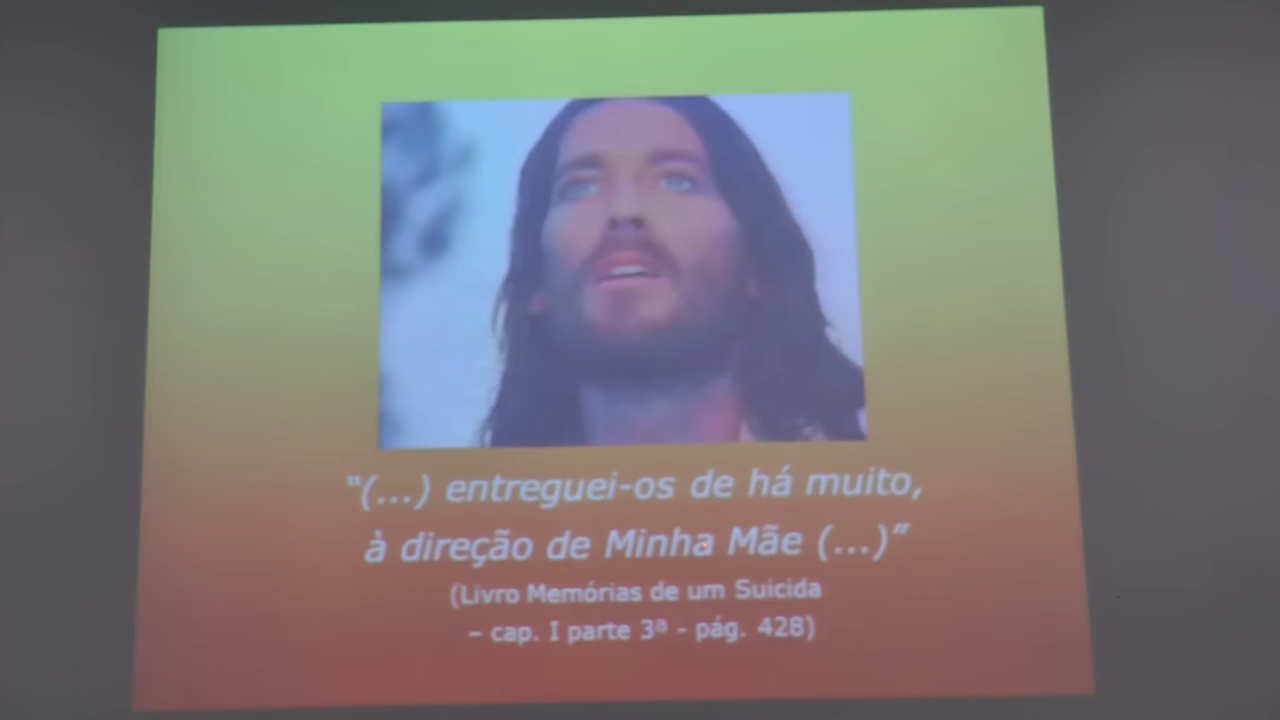 “(...) entreguei-os de há muito,
à direção de Minha Mãe (...)”
(Livro Memórias de um Suicida
– cap. I parte 3ª - pág. 428)